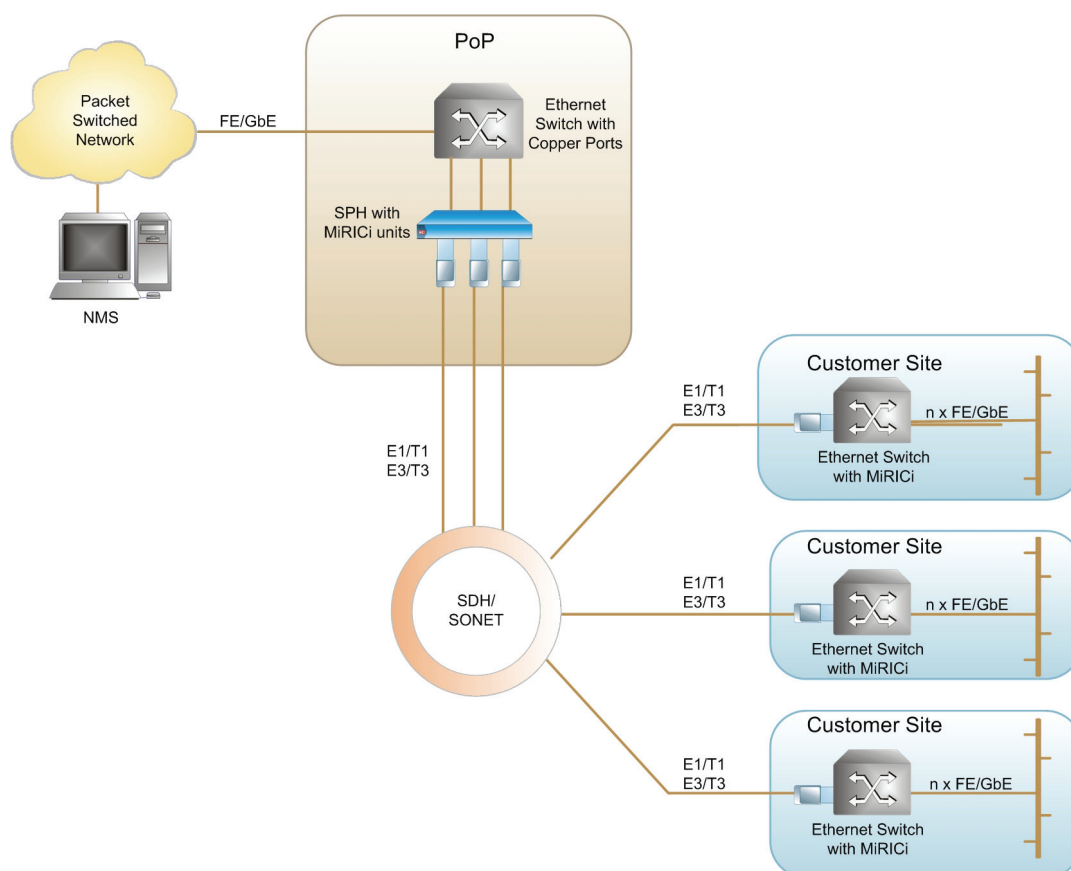 PoP
Packet
Switched
Network
FE/GbE
Ethernet
Switch with
Copper Ports
SPH with
MiRICi units
NMS
E1/T1
E3/T3
SDH/
SONET
E1/T1
E3/T3
Customer Site
n x FE/GbE
Ethernet Switch
with MiRICi
E1/T1
E3/T3
Customer Site
n x FE/GbE
Ethernet Switch
with MiRICi
E1/T1
E3/T3
Customer Site
n x FE/GbE
Ethernet Switch
with MiRICi